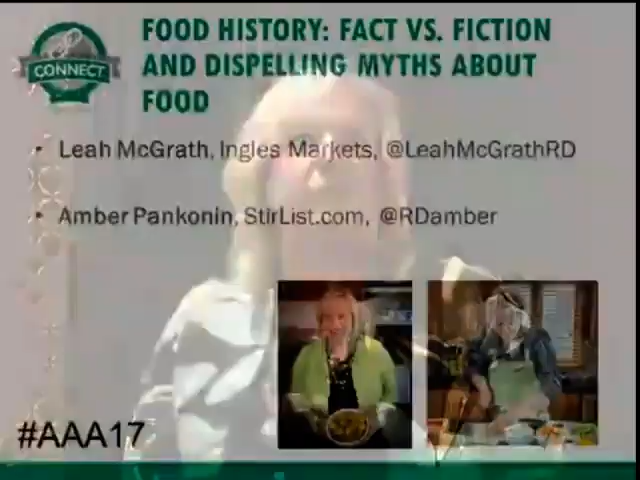 CONNECT
FOOD HISTORY: FACT VS. FICTION
AND DISPELLING MYTHS ABOUT
FOOD
• Leah McGrath, Ingles Markets, @LeahMcGrathRD
• Amber Pankonin, StirList.com, @RDamber
#AAA17